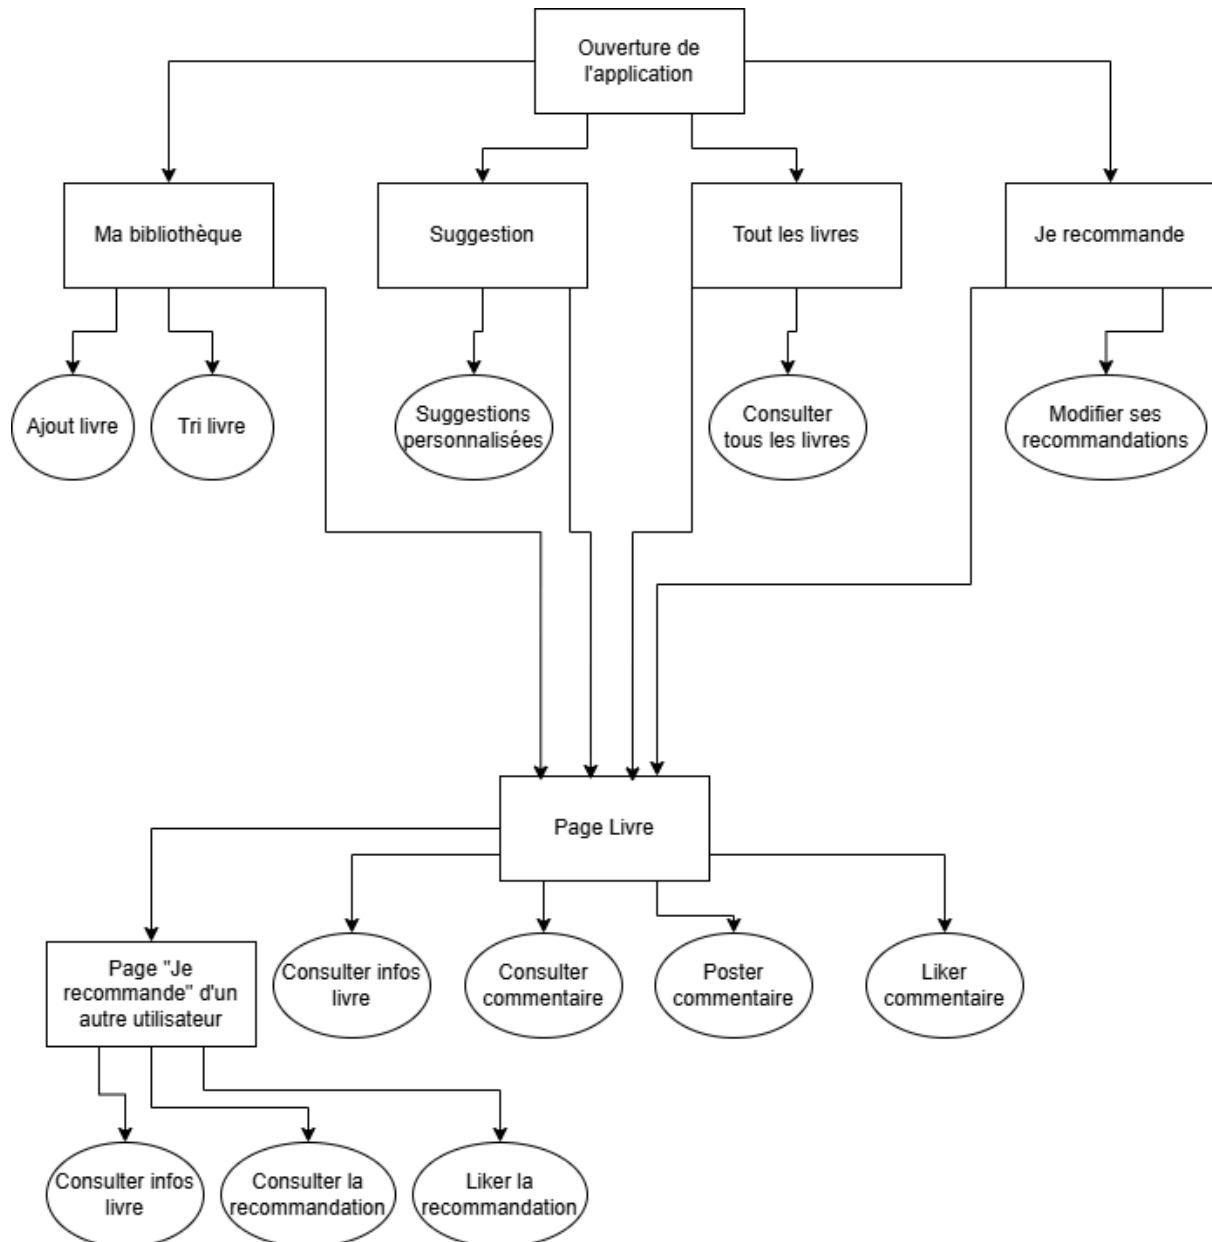 Ouverture de
l'application
Ma bibliothèque
Suggestion
Tout les livres
Je recommande
Ajout livre
Tri livre
Suggestions
personnalisées
Consulter
tous les livres
Modifier ses
recommandations
Page Livre
Page "Je
recommande" d'un
autre utilisateur
Consulter infos
livre
Consulter
commentaire
Poster
commentaire
Liker
commentaire
Consulter infos
livre
Consulter la
recommandation
Liker la
recommandation